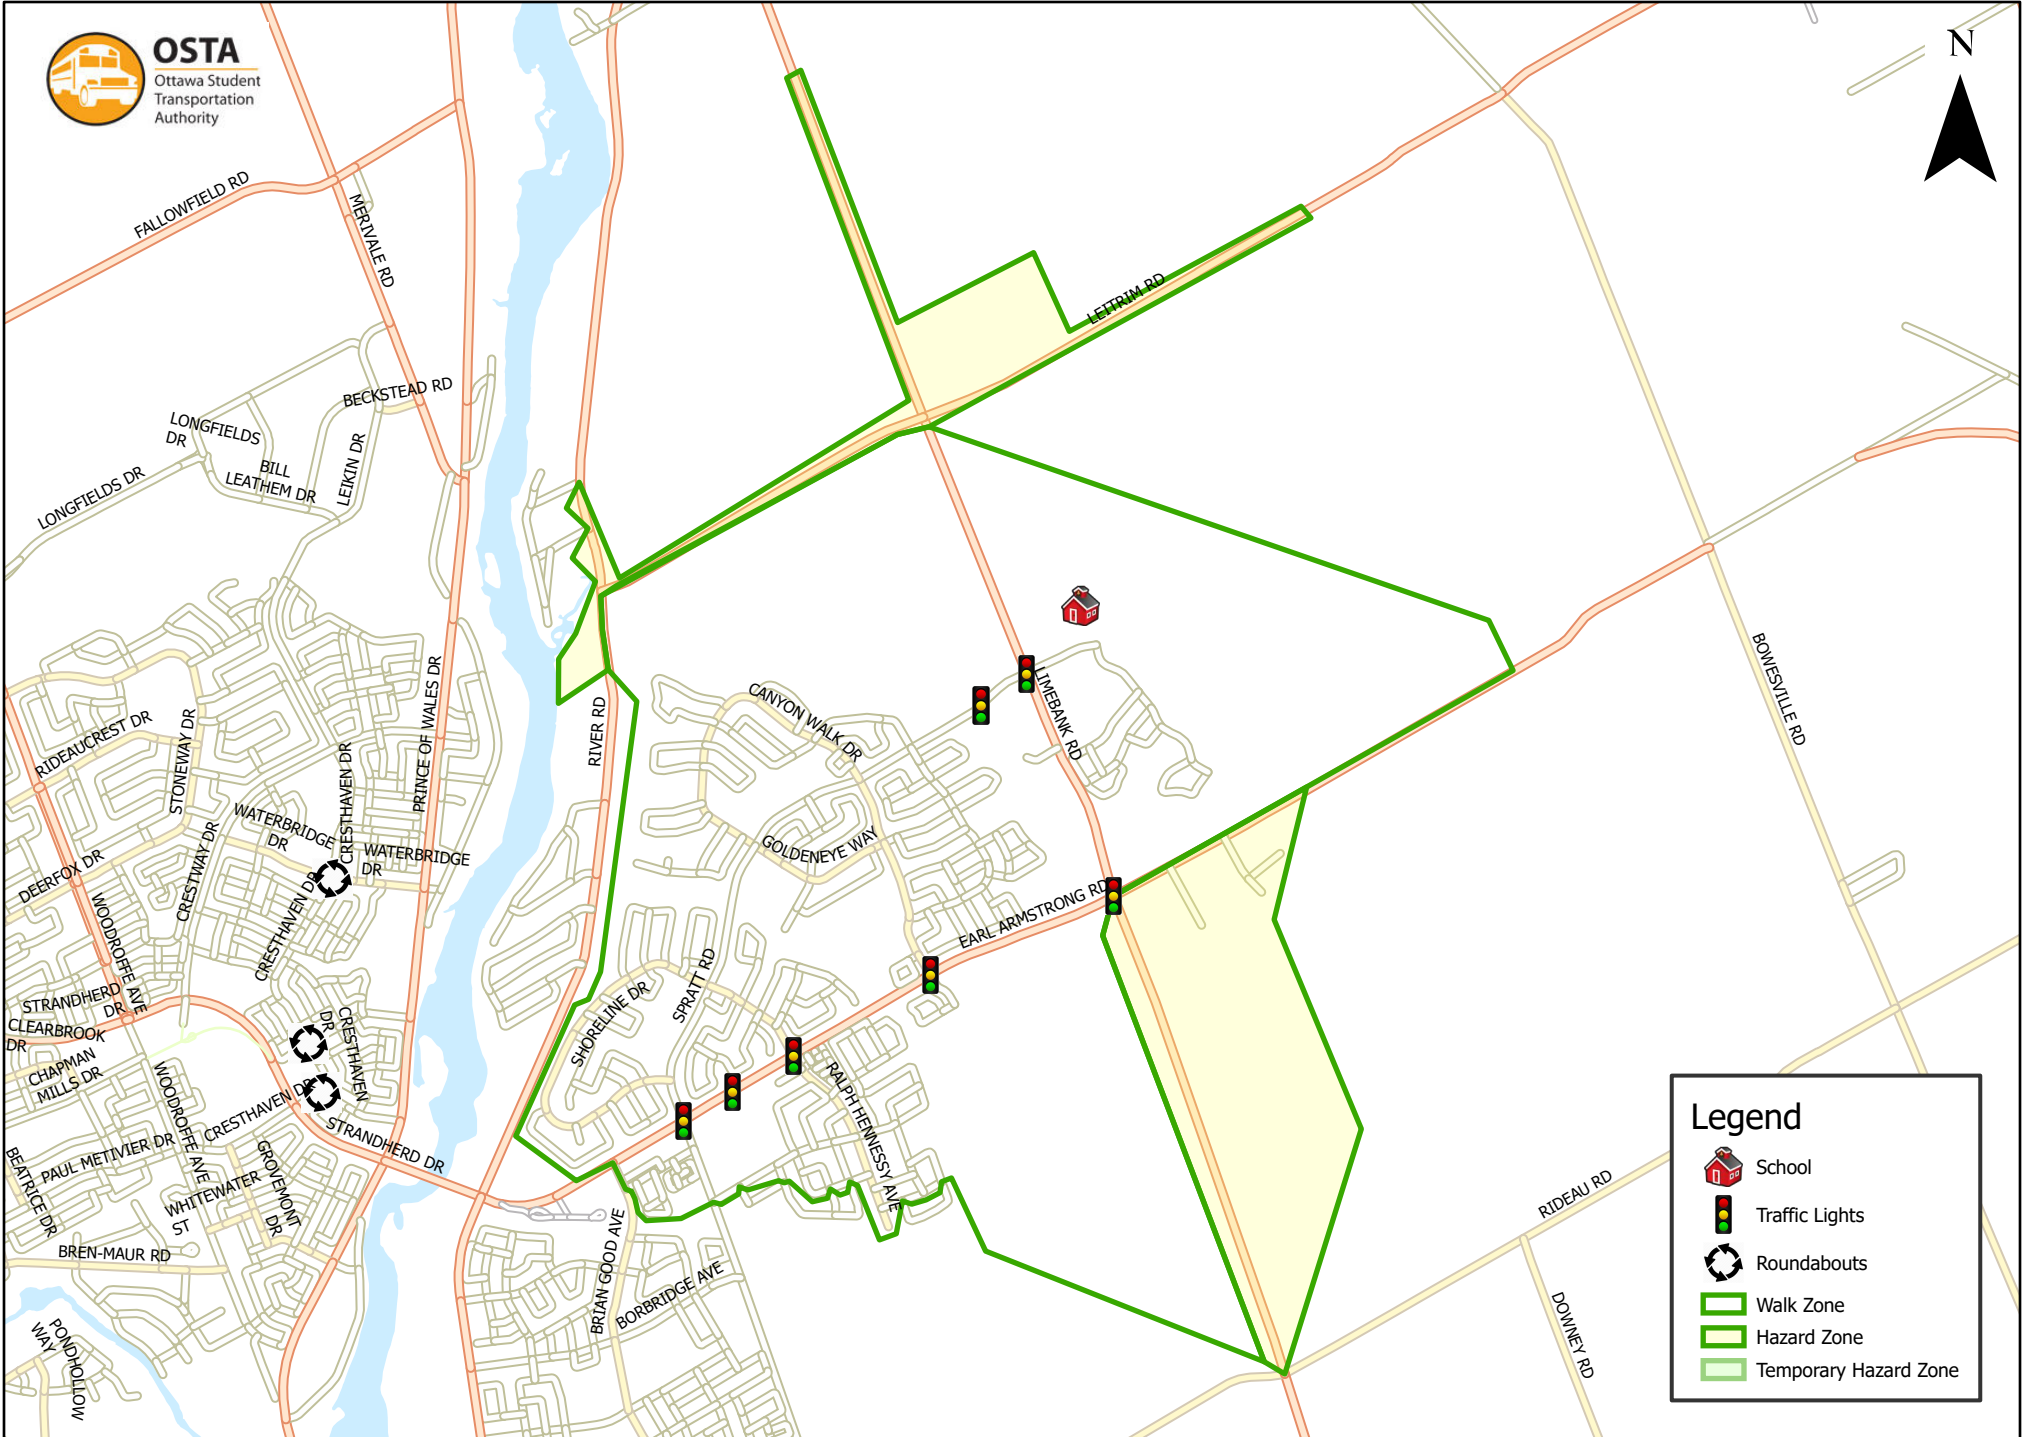 OSTA
Ottawa Student
Transportation
Authority
N
FALLOWFIELD RD
MERIVALE RD
LEITRIM RD
BECKSTEAD RD
LONGFIELDS
DR
BILL
LEATHEM DR
LEIKIN DR
LONGFIELDS DR
BOWESVILLE RD
PRINCE OF WALES DR
RIVER RD
CANYON WALK DR
LIMEBANK RD
RIDEAUCREST DR
STONEWAY DR
CRESTHAVEN DR
WATERBRIDGE
DR
WATERBRIDGE
DR
CRESTWAY DR
GOLDENEYE WAY
DEERFOX DR
WOODROFFE AVE
CRESTHAVEN DR
EARL ARMSTRONG RD
SPRATT RD
SHORELINE DR
STRANDHERD
DR
CLEARBROOK
DR
CRESTHAVEN
DR
CHAPMAN
MILLS DR
WOODROFFE AVE
CRESTHAVEN DR
RALPH HENNESSY AVE
STRANDHERD DR
PAUL METIVIER DR
BEATRICE DR
GROVEMONT
DR
WHITEWATER
ST
RIDEAU RD
BREN-MAUR RD
BRIAN GOOD AVE
BORBRIDGE AVE
DOWNEY RD
PONDHOLLOW
WAY
Legend
School
Traffic Lights
Roundabouts
Walk Zone
Hazard Zone
Temporary Hazard Zone